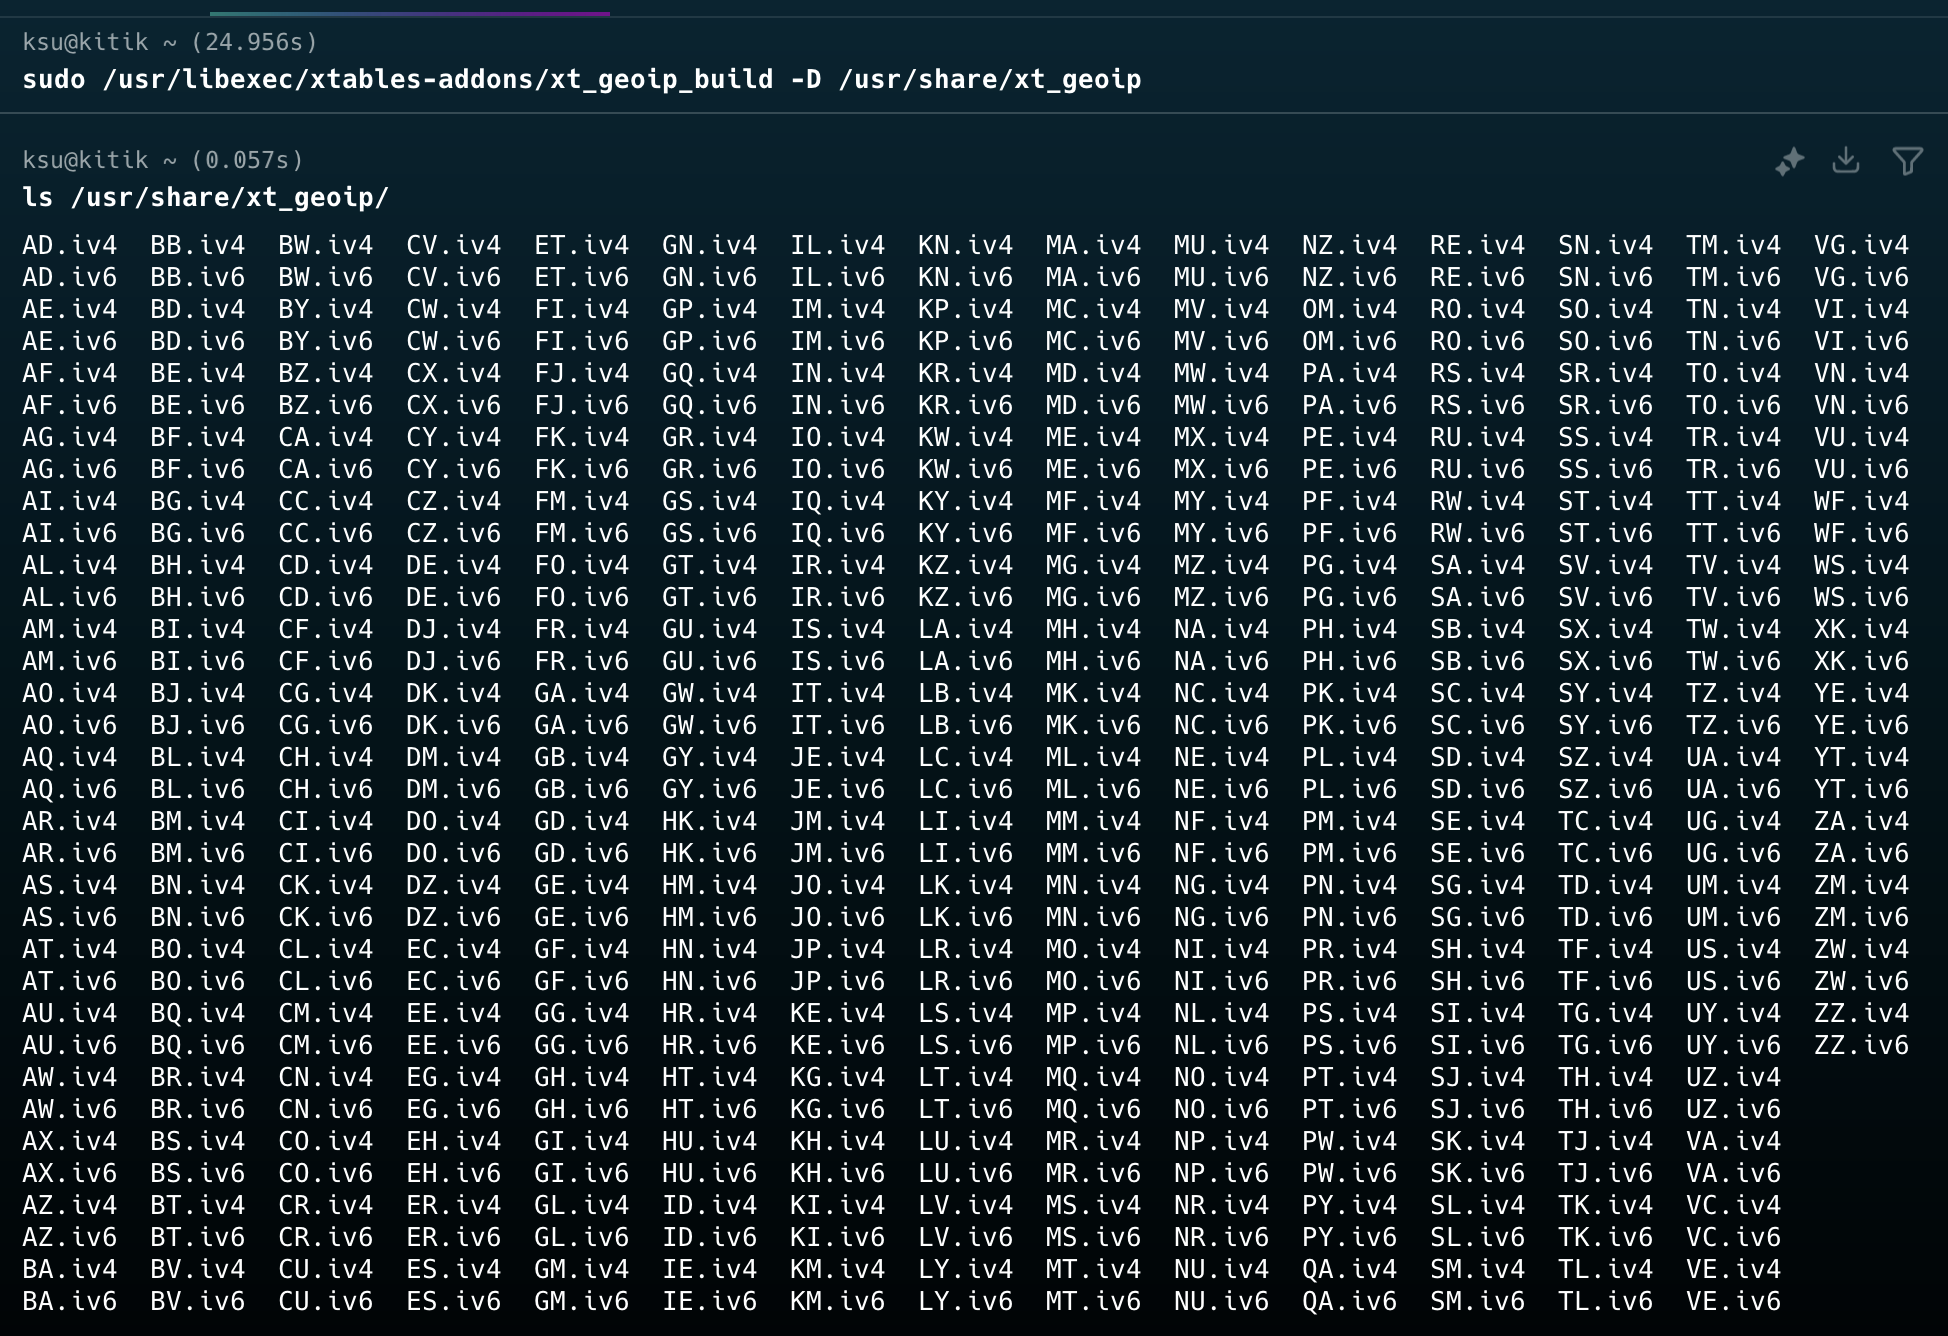 ksu@kitik ~ (24.956s)
sudo /usr/libexec/xtables-addons/xt_geoip_build -D /usr/share/xt_geoip
ksu@kitik ~ (0.057s)
ls /usr/share/xt_geoip/
AD.iv4 BB.iv4 BW.iv4 CV.iv4 ET.iv4 GN.iv4 IL.iv4 KN.iv4 MA.iv4 MU.iv4 NZ.iv4 RE.iv4 SN.iv4 TM.iv4 VG.iv4
AD.iv6 BB.iv6 BW.iv6 CV.iv6 ET.iv6 GN.iv6 IL.iv6 KN.iv6 MA.iv6 MU.iv6 NZ.iv6 RE.iv6 SN.iv6 TM.iv6 VG.iv6
AE.iv4 BD.iv4 BY.iv4 CW.iv4 FI.iv4 GP.iv4 IM.iv4 KP.iv4 MC.iv4 MV.iv4 OM.iv4 RO.iv4 SO.iv4 TN.iv4 VI.iv4
AE.iv6 BD.iv6 BY.iv6 CW.iv6 FI.iv6 GP.iv6 IM.iv6 KP.iv6 MC.iv6 MV.iv6 OM.iv6 RO.iv6 SO.iv6 TN.iv6 VI.iv6
AF.iv4 BE.iv4 BZ.iv4 CX.iv4 FJ.iv4 GQ.iv4 IN.iv4 KR.iv4 MD.iv4 MW.iv4 PA.iv4 RS.iv4 SR.iv4 TO.iv4 VN.iv4
AF.iv6 BE.iv6 BZ.iv6 CX.iv6 FJ.iv6 GQ.iv6 IN.iv6 KR.iv6 MD.iv6 MW.iv6 PA.iv6 RS.iv6 SR.iv6 TO.iv6 VN.iv6
AG.iv4 BF.iv4 CA.iv4 CY.iv4 FK.iv4 GR.iv4 IO.iv4 KW.iv4 ME.iv4 MX.iv4 PE.iv4 RU.iv4 SS.iv4 TR.iv4 VU.iv4
AG.iv6 BF.iv6 CA.iv6 CY.iv6 FK.iv6 GR.iv6 IO.iv6 KW.iv6 ME.iv6 MX.iv6 PE.iv6 RU.iv6 SS.iv6 TR.iv6 VU.iv6
AI.iv4 BG.iv4 CC.iv4 CZ.iv4 FM.iv4 GS.iv4 IQ.iv4 KY.iv4 MF.iv4 MY.iv4 PF.iv4 RW.iv4 ST.iv4 TT.iv4 WF.iv4
AI.iv6 BG.iv6 CC.iv6 CZ.iv6 FM.iv6 GS.iv6 IQ.iv6 KY.iv6 MF.iv6 MY.iv6 PF.iv6 RW.iv6 ST.iv6 TT.iv6 WF.iv6
AL.iv4 BH.iv4 CD.iv4 DE.iv4 FO.iv4 GT.iv4 IR.iv4 KZ.iv4 MG.iv4 MZ.iv4 PG.iv4 SA.iv4 SV.iv4 TV.iv4 WS.iv4
AL.iv6 BH.iv6 CD.iv6 DE.iv6 FO.iv6 GT.iv6 IR.iv6 KZ.iv6 MG.iv6 MZ.iv6 PG.iv6 SA.iv6 SV.iv6 TV.iv6 WS.iv6
AM.iv4 BI.iv4 CF.iv4 DJ.iv4 FR.iv4 GU.iv4 IS.iv4 LA.iv4 MH.iv4 NA.iv4 PH.iv4 SB.iv4 SX.iv4 TW.iv4 XK.iv4
AM.iv6 BI.iv6 CF.iv6 DJ.iv6 FR.iv6 GU.iv6 IS.iv6 LA.iv6 MH.iv6 NA.iv6 PH.iv6 SB.iv6 SX.iv6 TW.iv6 XK.iv6
AO.iv4 BJ.iv4 CG.iv4 DK.iv4 GA.iv4 GW.iv4 IT.iv4 LB.iv4 MK.iv4 NC.iv4 PK.iv4 SC.iv4 SY.iv4 TZ.iv4 YE.iv4
AO.iv6 BJ.iv6 CG.iv6 DK.iv6 GA.iv6 GW.iv6 IT.iv6 LB.iv6 MK.iv6 NC.iv6 PK.iv6 SC.iv6 SY.iv6 TZ.iv6 YE.iv6
AQ.iv4 BL.iv4 CH.iv4 DM.iv4 GB.iv4 GY.iv4 JE.iv4 LC.iv4 ML.iv4 NE.iv4 PL.iv4 SD.iv4 SZ.iv4 UA.iv4 YT.iv4
AQ.iv6 BL.iv6 CH.iv6 DM.iv6 GB.iv6 GY.iv6 JE.iv6 LC.iv6 ML.iv6 NE.iv6 PL.iv6 SD.iv6 SZ.iv6 UA.iv6 YT.iv6
AR.iv4 BM.iv4 CI.iv4 DO.iv4 GD.iv4 HK.iv4 JM.iv4 LI.iv4 MM.iv4 NF.iv4 PM.iv4 SE.iv4 TC.iv4 UG.iv4 ZA.iv4
AR.iv6 BM.iv6 CI.iv6 DO.iv6 GD.iv6 HK.iv6 JM.iv6 LI.iv6 MM.iv6 NF.iv6 PM.iv6 SE.iv6 TC.iv6 UG.iv6 ZA.iv6
AS.iv4 BN.iv4 CK.iv4 DZ.iv4 GE.iv4 HM.iv4 JO.iv4 LK.iv4 MN.iv4 NG.iv4 PN.iv4 SG.iv4 TD.iv4 UM.iv4 ZM.iv4
AS.iv6 BN.iv6 CK.iv6 DZ.iv6 GE.iv6 HM.iv6 JO.iv6 LK.iv6 MN.iv6 NG.iv6 PN.iv6 SG.iv6 TD.iv6 UM.iv6 ZM.iv6
AT.iv4 BO.iv4 CL.iv4 EC.iv4 GF.iv4 HN.iv4 JP.iv4 LR.iv4 MO.iv4 NI.iv4 PR.iv4 SH.iv4 TF.iv4 US.iv4 ZW.iv4
AT.iv6 BO.iv6 CL.iv6 EC.iv6 GF.iv6 HN.iv6 JP.iv6 LR.iv6 MO.iv6 NI.iv6 PR.iv6 SH.iv6 TF.iv6 US.iv6 ZW.iv6
AU.iv4 BQ.iv4 CM.iv4 EE.iv4 GG.iv4 HR.iv4 KE.iv4 LS.iv4 MP.iv4 NL.iv4 PS.iv4 SI.iv4 TG.iv4 UY.iv4 ZZ.iv4
AU.iv6 BQ.iv6 CM.iv6 EE.iv6 GG.iv6 HR.iv6 KE.iv6 LS.iv6 MP.iv6 NL.iv6 PS.iv6 SI.iv6 TG.iv6 UY.iv6 ZZ.iv6
AW.iv4 BR.iv4 CN.iv4 EG.iv4 GH.iv4 HT.iv4 KG.iv4 LT.iv4 MQ.iv4 NO.iv4 PT.iv4 SJ.iv4 TH.iv4 UZ.iv4
AW.iv6 BR.iv6 CN.iv6 EG.iv6 GH.iv6 HT.iv6 KG.iv6 LT.iv6 MQ.iv6 NO.iv6 PT.iv6 SJ.iv6 TH.iv6 UZ.iv6
AX.iv4 BS.iv4 CO.iv4 EH.iv4 GI.iv4 HU.iv4 KH.iv4 LU.iv4 MR.iv4 NP.iv4 PW.iv4 SK.iv4 TJ.iv4 VA.iv4
AX.iv6 BS.iv6 CO.iv6 EH.iv6 GI.iv6 HU.iv6 KH.iv6 LU.iv6 MR.iv6 NP.iv6 PW.iv6 SK.iv6 TJ.iv6 VA.iv6
AZ.iv4 BT.iv4 CR.iv4 ER.iv4 GL.iv4 ID.iv4 KI.iv4 LV.iv4 MS.iv4 NR.iv4 PY.iv4 SL.iv4 TK.iv4 VC.iv4
AZ.iv6 BT.iv6 CR.iv6 ER.iv6 GL.iv6 ID.iv6 KI.iv6 LV.iv6 MS.iv6 NR.iv6 PY.iv6 SL.iv6 TK.iv6 VC.iv6
BA.iv4 BV.iv4 CU.iv4 ES.iv4 GM.iv4 IE.iv4 KM.iv4 LY.iv4 MT.iv4 NU.iv4 QA.iv4 SM.iv4 TL.iv4 VE.iv4
BA.iv6 BV.iv6 CU.iv6 ES.iv6 GM.iv6 IE.iv6 KM.iv6 LY.iv6 MT.iv6 NU.iv6 QA.iv6 SM.iv6 TL.iv6 VE.iv6